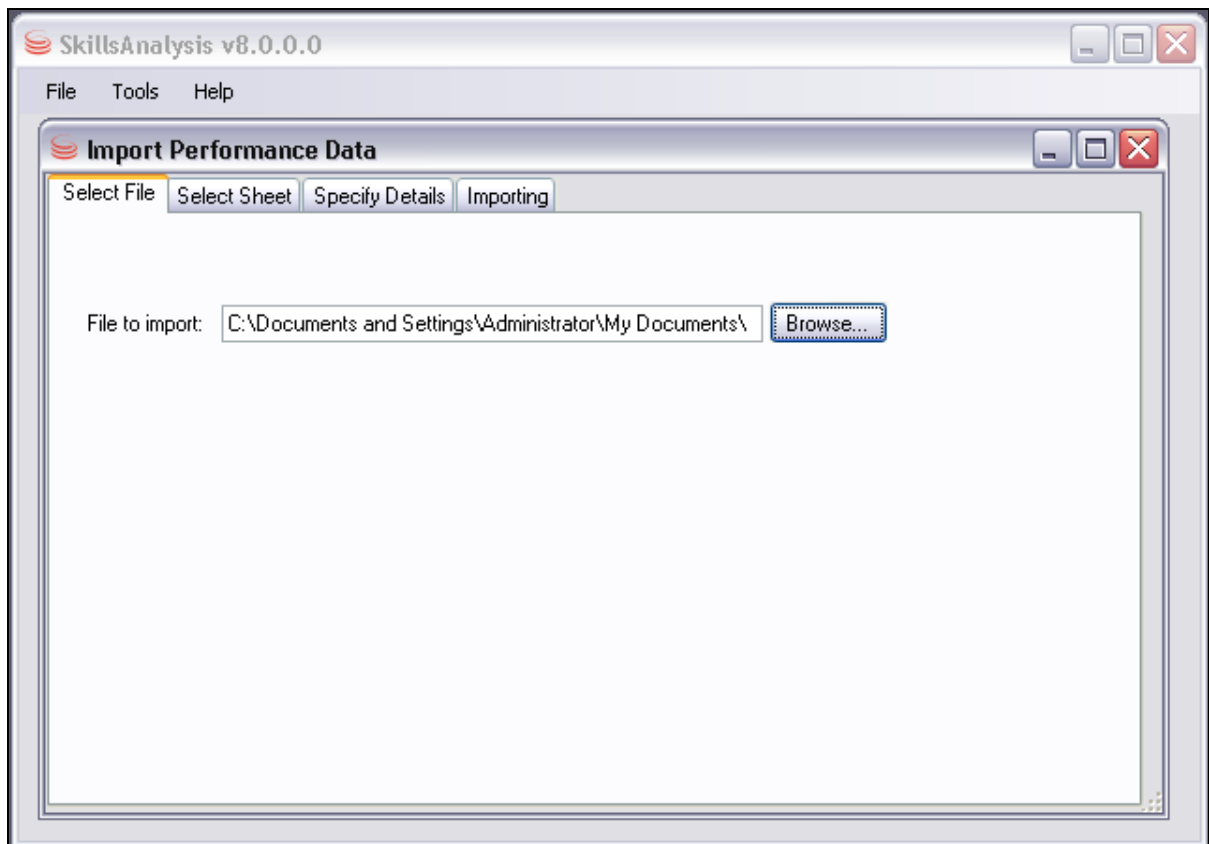 SkillsAnalysis v8.0.0.0
File Tools Help
Import Performance Data
Select File Select Sheet Specify Details Importing
File to import: C:\Documents and Settings\Administrator\My Documents\ Browse...